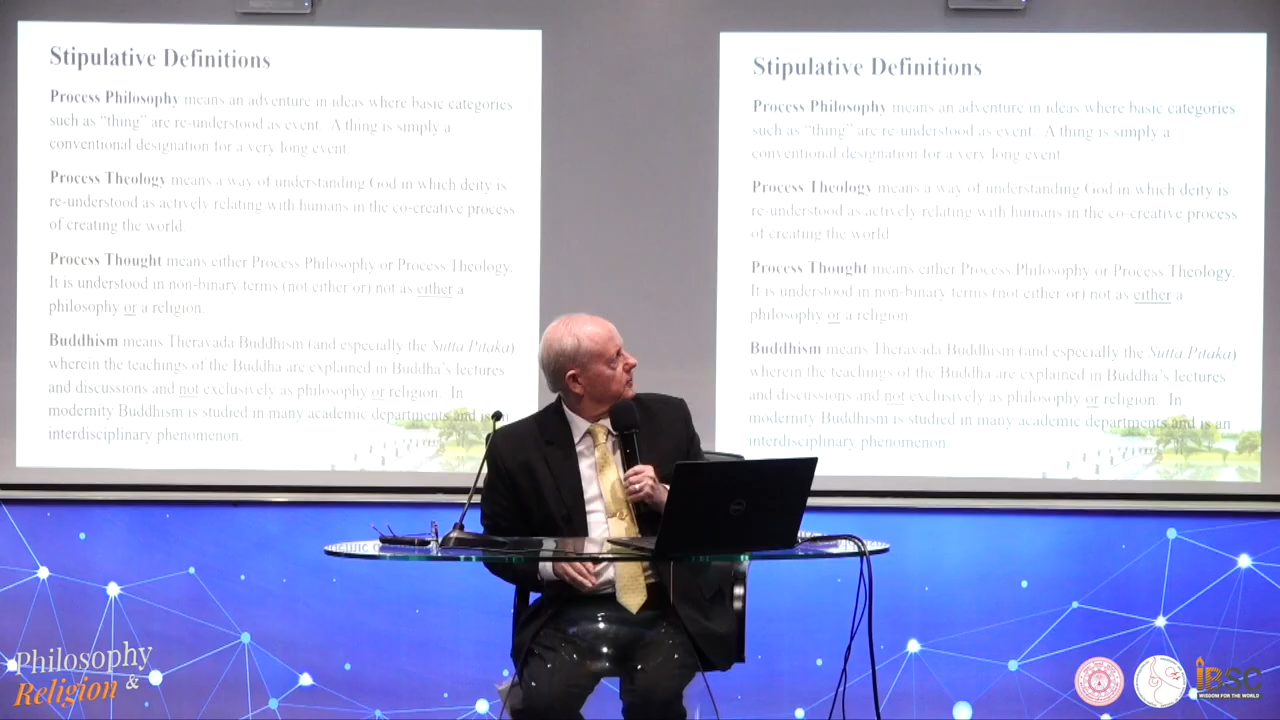 Stipulative Definitions
Process Philosophy means an adventure in ideas where basic categories
such as “thing” are re-understood as event. A thing is simply a
conventional designation for a very long event.
Process Theology means a way of understanding God in which deity is
re-understood as actively relating with humans in the co-creative process
of creating the world.
Process Thought means either Process Philosophy or Process Theology.
It is understood in non-binary terms (not either or) not as either a
philosophy or a religion.
Buddhism means Theravada Buddhism (and especially the Sutta Pitaka)
wherein the teachings of the Buddha are explained in Buddha’s lectures
and discussions and not exclusively as philosophy or religion. In
modernity Buddhism is studied in many academic departments and is an
interdisciplinary phenomenon.
Stipulative Definitions
Process Philosophy means an adventure in ideas where basic categories
such as “thing” are re-understood as event. A thing is simply a
conventional designation for a very long event.
Process Theology means a way of understanding God in which deity is
re-understood as actively relating with humans in the co-creative process
of creating the world.
Process Thought means either Process Philosophy or Process Theology.
It is understood in non-binary terms (not either or) not as either a
philosophy or a religion.
Buddhism means Theravada Buddhism (and especially the Sutta Pitaka)
wherein the teachings of the Buddha are explained in Buddha’s lectures
and discussions and not exclusively as philosophy or religion. In
modernity Buddhism is studied in many academic departments and is an
interdisciplinary phenomenon.
DELL
Philosophy
& Religion
IBSC
WISDOM FOR THE WORLD